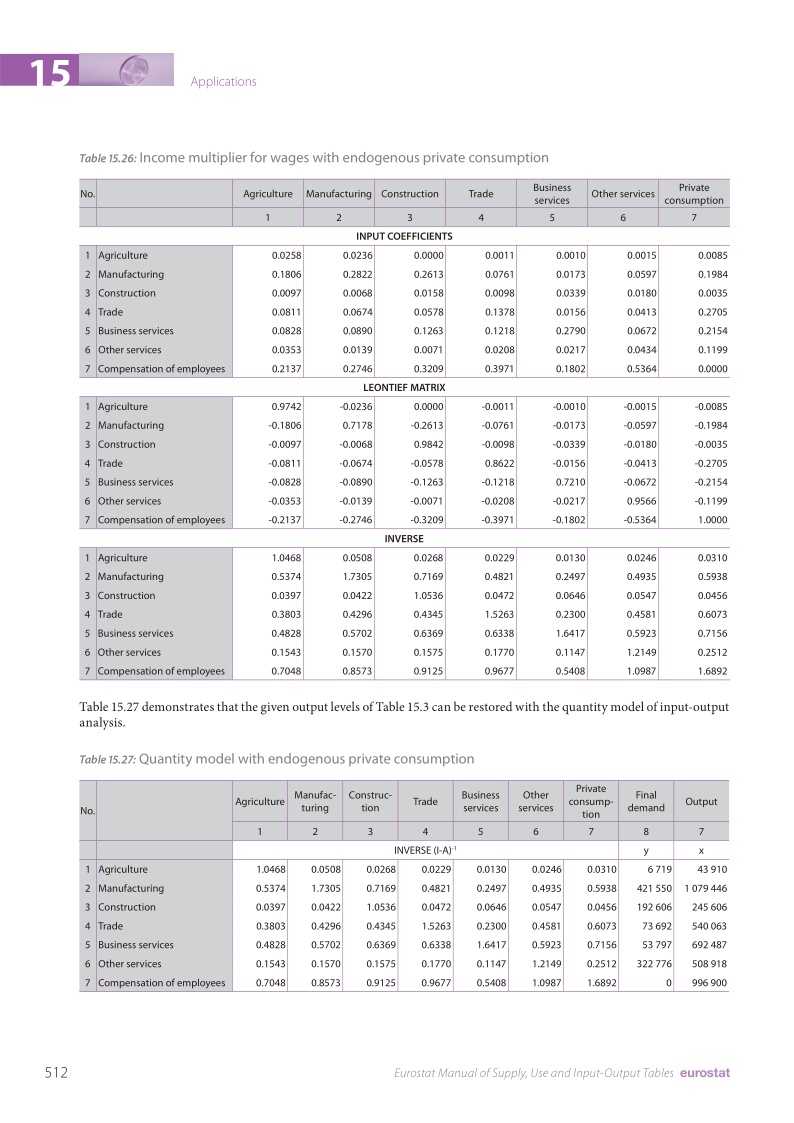 15
Applications
Table 15.26: Income multiplier for wages with endogenous private consumption
No. Agriculture Manufacturing Construction Trade Business services Other services Private consumption
1 2 3 4 5 6 7
INPUT COEFFICIENTS
1 Agriculture 0.0258 0.0236 0.0000 0.0011 0.0010 0.0015 0.0085
2 Manufacturing 0.1806 0.2822 0.2613 0.0761 0.0173 0.0597 0.1984
3 Construction 0.0097 0.0068 0.0158 0.0098 0.0339 0.0180 0.0035
4 Trade 0.0811 0.0674 0.0578 0.1378 0.0156 0.0413 0.2705
5 Business services 0.0828 0.0890 0.1263 0.1218 0.2790 0.0672 0.2154
6 Other services 0.0353 0.0139 0.0071 0.0208 0.0217 0.0434 0.1199
7 Compensation of employees 0.2137 0.2746 0.3209 0.3971 0.1802 0.5364 0.0000
LEONTIEF MATRIX
1 Agriculture 0.9742 -0.0236 0.0000 -0.0011 -0.0010 -0.0015 -0.0085
2 Manufacturing -0.1806 0.7178 -0.2613 -0.0761 -0.0173 -0.0597 -0.1984
3 Construction -0.0097 -0.0068 0.9842 -0.0098 -0.0339 -0.0180 -0.0035
4 Trade -0.0811 -0.0674 -0.0578 0.8622 -0.0156 -0.0413 -0.2705
5 Business services -0.0828 -0.0890 -0.1263 -0.1218 0.7210 -0.0672 -0.2154
6 Other services -0.0353 -0.0139 -0.0071 -0.0208 -0.0217 0.9566 -0.1199
7 Compensation of employees -0.2137 -0.2746 -0.3209 -0.3971 -0.1802 -0.5364 1.0000
INVERSE
1 Agriculture 1.0468 0.0508 0.0268 0.0229 0.0130 0.0246 0.0310
2 Manufacturing 0.5374 1.7305 0.7169 0.4821 0.2497 0.4935 0.5938
3 Construction 0.0397 0.0422 1.0536 0.0472 0.0646 0.0547 0.0456
4 Trade 0.3803 0.4296 0.4345 1.5263 0.2300 0.4581 0.6073
5 Business services 0.4828 0.5702 0.6369 0.6338 1.6417 0.5923 0.7156
6 Other services 0.1543 0.1570 0.1575 0.1770 0.1147 1.2149 0.2512
7 Compensation of employees 0.7048 0.8573 0.9125 0.9677 0.5408 1.0987 1.6892
Table 15.27 demonstrates that the given output levels of Table 15.3 can be restored with the quantity model of input-output
analysis.
Table 15.27: Quantity model with endogenous private consumption
No. Agriculture Manufac-turing Construc-tion Trade Business services Other services Private consump-tion Final demand Output
1 2 3 4 5 6 7 8 7
INVERSE (I-A)-1 y x
1 Agriculture 1.0468 0.0508 0.0268 0.0229 0.0130 0.0246 0.0310 6 719 43 910
2 Manufacturing 0.5374 1.7305 0.7169 0.4821 0.2497 0.4935 0.5938 421 550 1 079 446
3 Construction 0.0397 0.0422 1.0536 0.0472 0.0646 0.0547 0.0456 192 606 245 606
4 Trade 0.3803 0.4296 0.4345 1.5263 0.2300 0.4581 0.6073 73 692 540 063
5 Business services 0.4828 0.5702 0.6369 0.6338 1.6417 0.5923 0.7156 53 797 692 487
6 Other services 0.1543 0.1570 0.1575 0.1770 0.1147 1.2149 0.2512 322 776 508 918
7 Compensation of employees 0.7048 0.8573 0.9125 0.9677 0.5408 1.0987 1.6892 0 996 900
512
Eurostat Manual of Supply, Use and Input-Output Tables eurostat